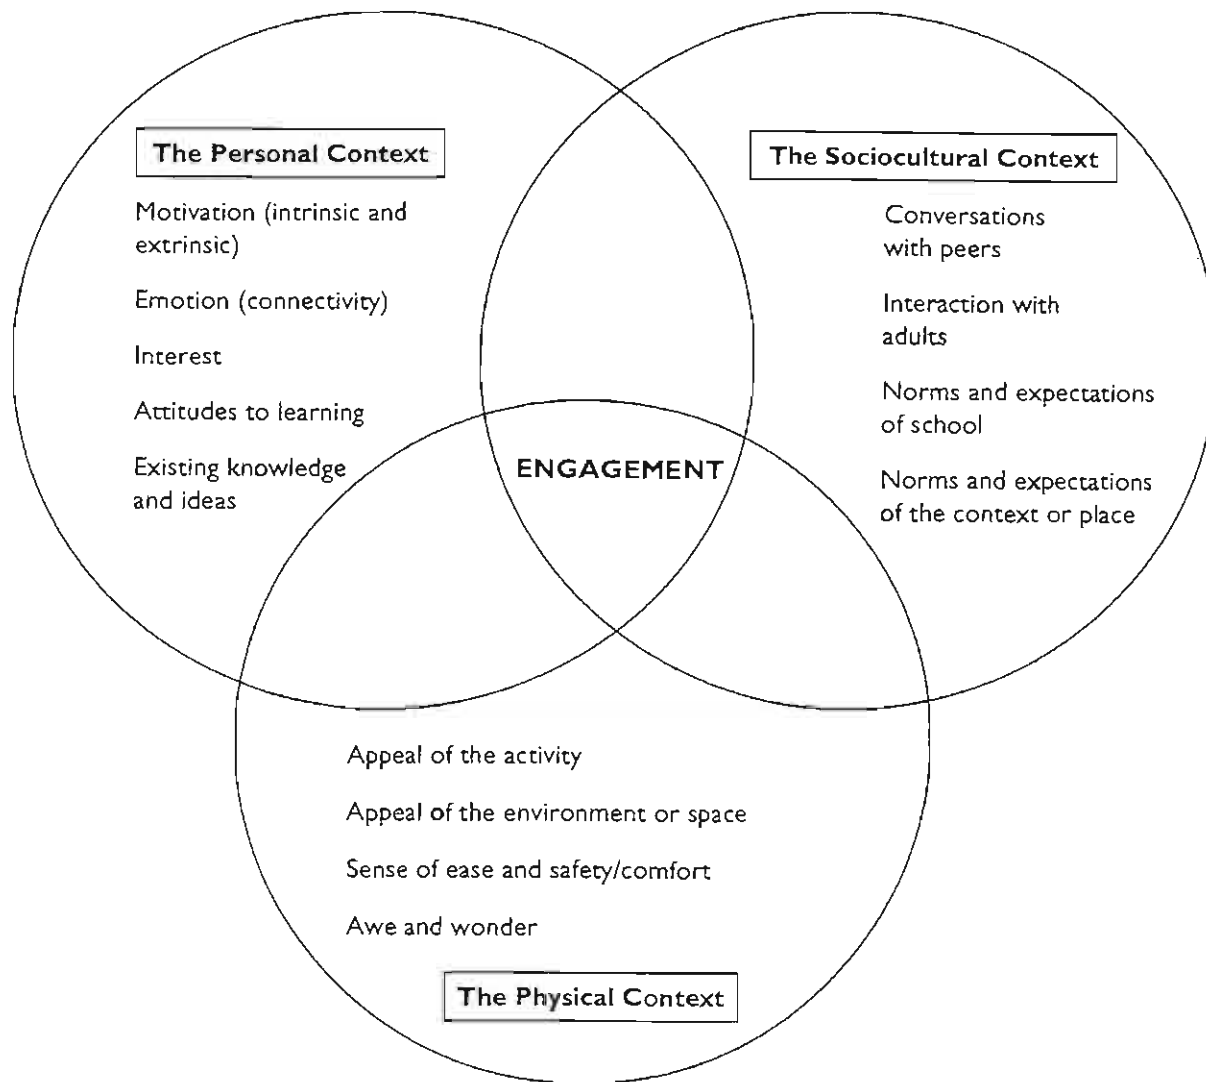 The Personal Context
Motivation (intrinsic and
extrinsic)
Emotion (connectivity)
Interest
Attitudes to learning
Existing knowledge
and ideas
The Sociocultural Context
Conversations
with peers
Interaction with
adults
Norms and expectations
of school
Norms and expectations
of the context or place
ENGAGEMENT
Appeal of the activity
Appeal of the environment or space
Sense of ease and safety/comfort
Awe and wonder
The Physical Context